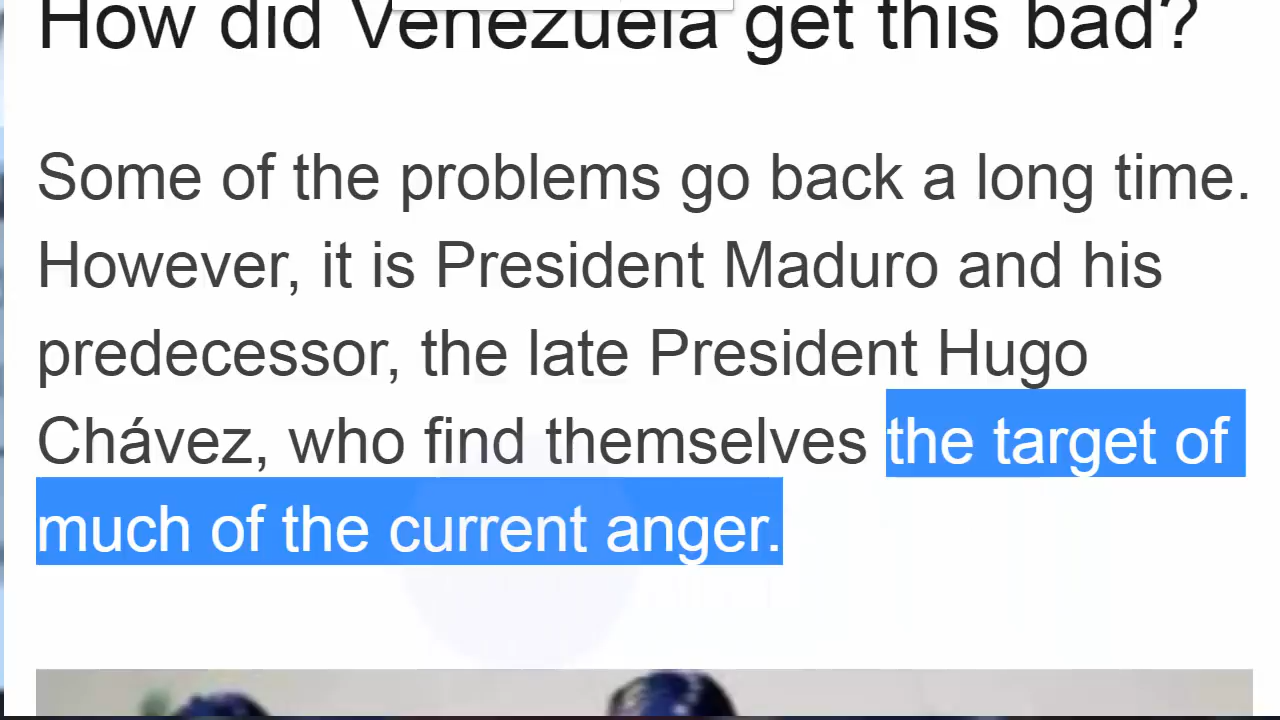 How did Venezuela get this bad?
Some of the problems go back a long time.
However, it is President Maduro and his
predecessor, the late President Hugo
Chávez, who find themselves the target of
much of the current anger.